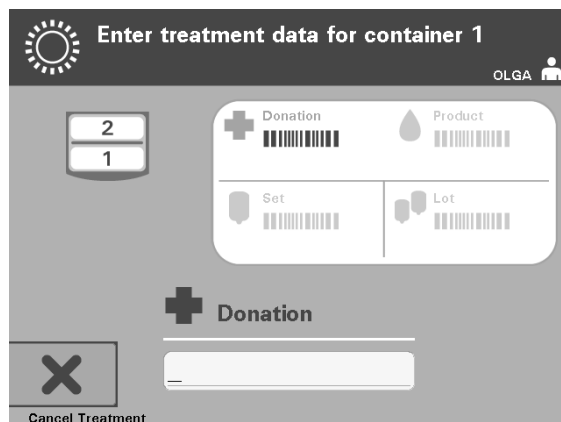 Enter treatment data for container 1
OLGA
2
1
Donation
Product
Set
Lot
Donation
_
Cancel Treatment